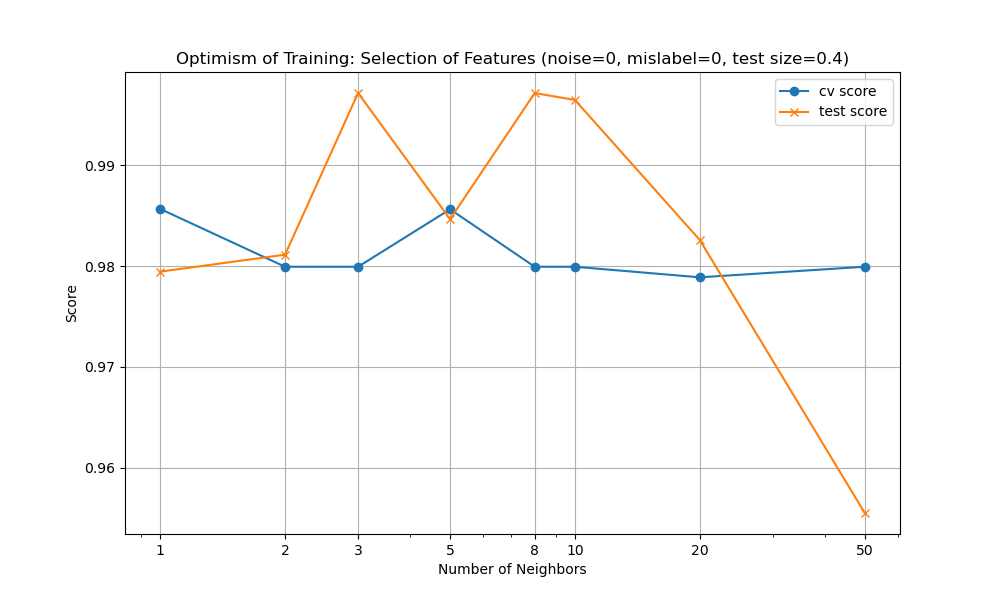 Optimism of Training: Selection of Features (noise=0, mislabel=0, test size=0.4)
cv score
test score
0.99
0.98
0.97
0.96
Score
1 2 3 5 8 10 20 50
Number of Neighbors